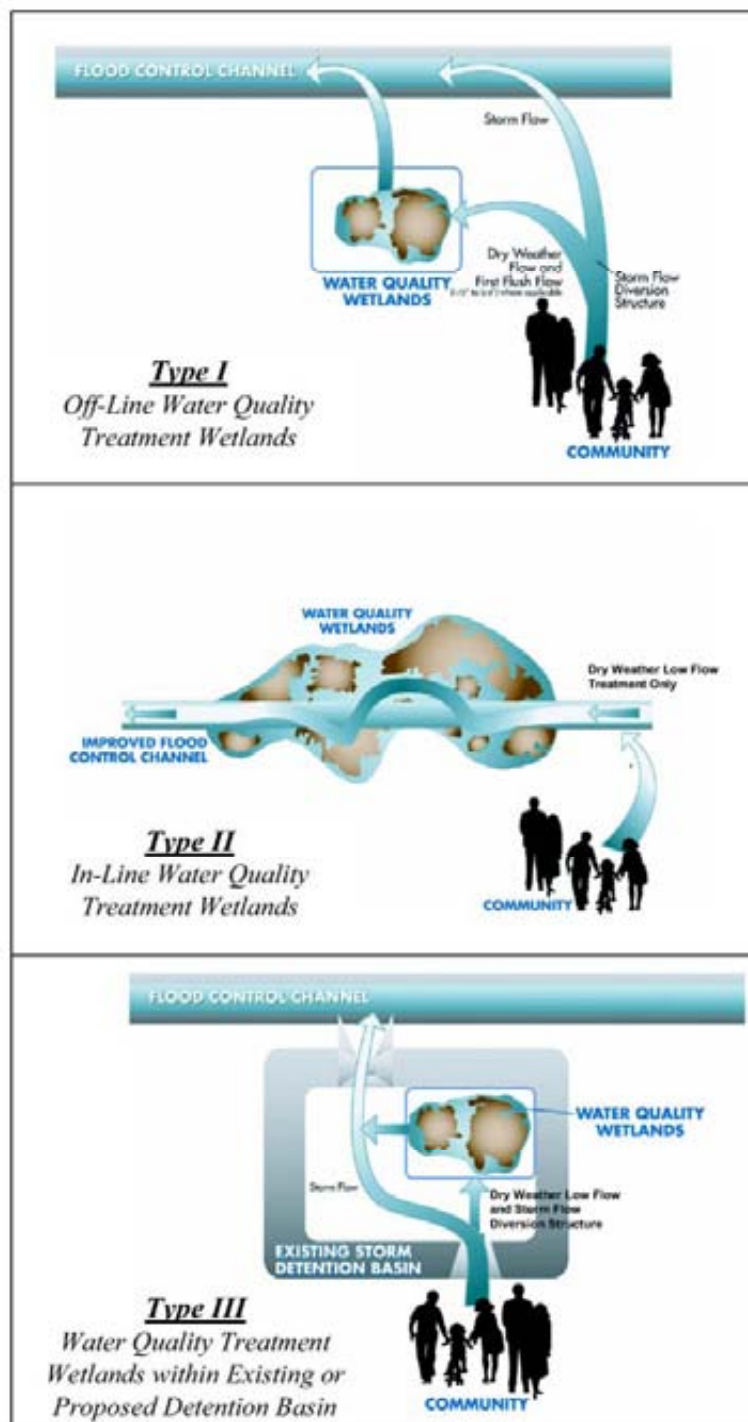 FLOOD CONTROL CHANNEL
Storm Flow
Dry Weather
Flow and
First Flush Flow
where applicable
Storm Flow
Diversion
Structure
WATER QUALITY
WETLANDS
COMMUNITY
Type I
Off-Line Water Quality
Treatment Wetlands
WATER QUALITY
WETLANDS
Dry Weather Low Flow
Treatment Only
IMPROVED FLOOD
CONTROL CHANNEL
COMMUNITY
Type II
In-Line Water Quality
Treatment Wetlands
FLOOD CONTROL CHANNEL
WATER QUALITY
WETLANDS
Storm Flow
Dry Weather Low Flow
and Storm Flow
Diversion Structure
EXISTING STORM
DETENTION BASIN
COMMUNITY
Type III
Water Quality Treatment
Wetlands within Existing or
Proposed Detention Basin